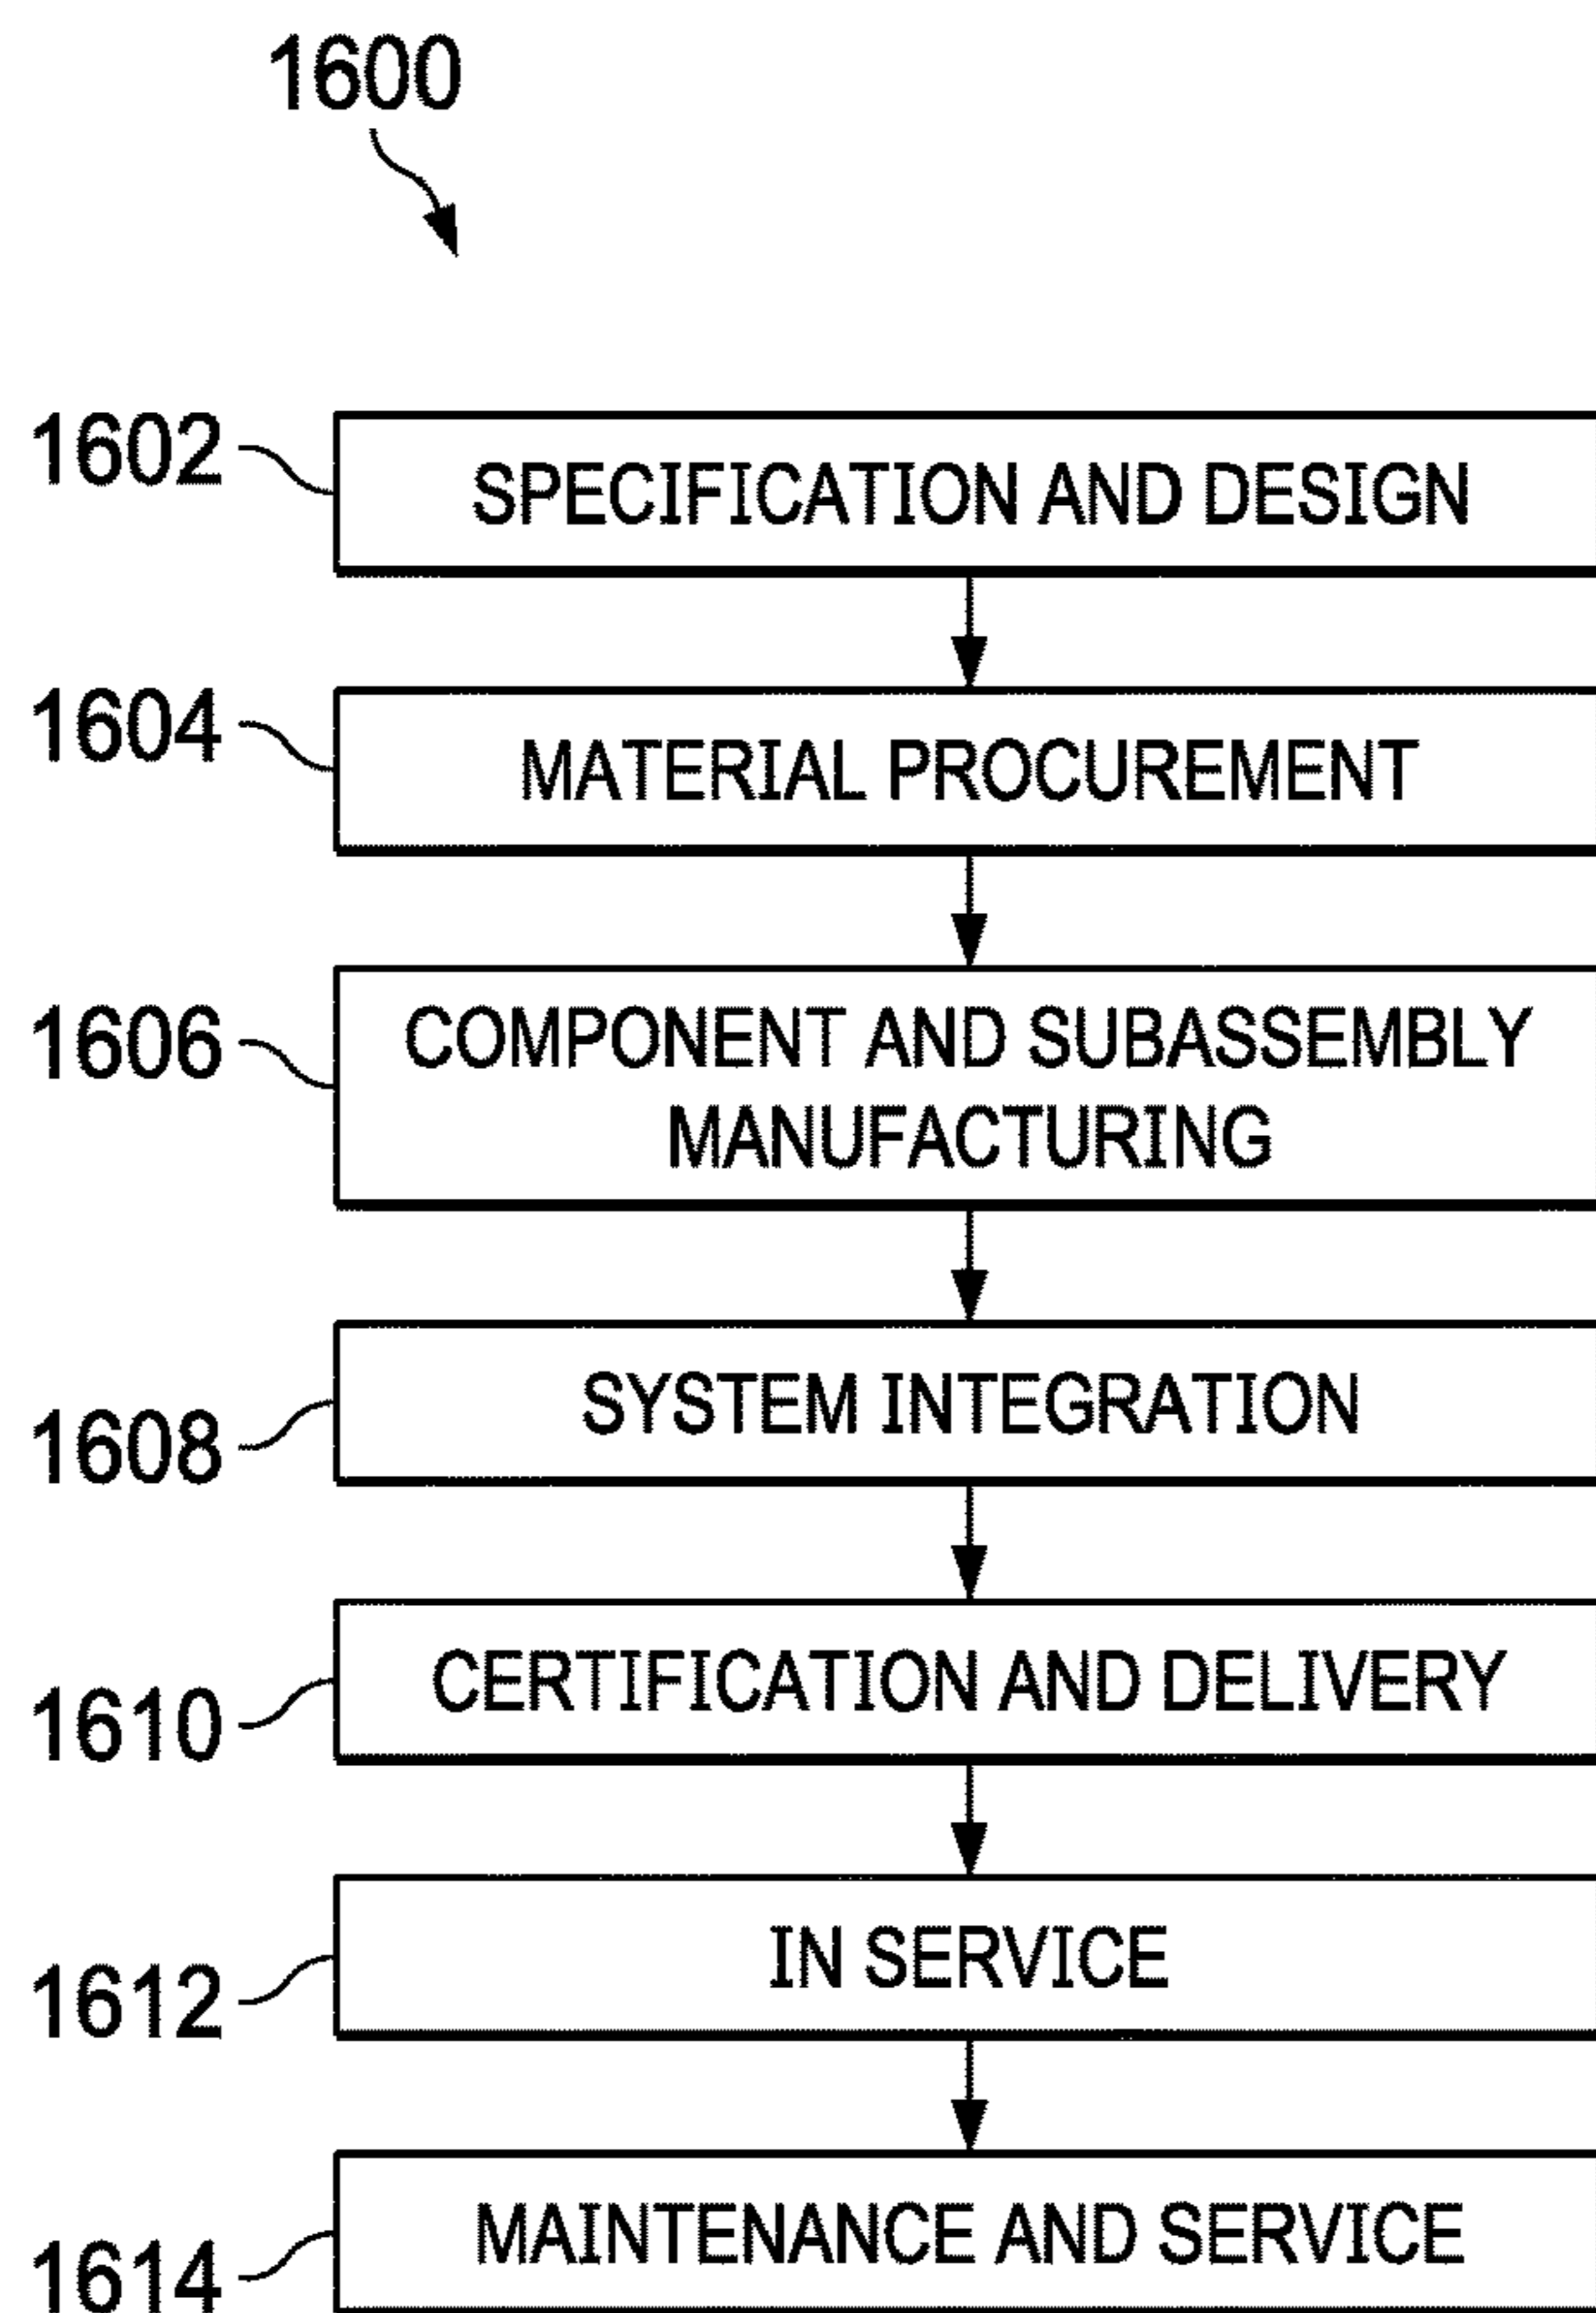 1600
1602
SPECIFICATION AND DESIGN
1604
MATERIAL PROCUREMENT
1606
COMPONENT AND SUBASSEMBLY
MANUFACTURING
1608
SYSTEM INTEGRATION
1610
CERTIFICATION AND DELIVERY
1612
IN SERVICE
1614
MAINTENANCE AND SERVICE